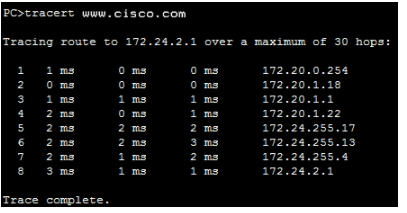 PC>tracert www.cisco.com
Tracing route to 172.24.2.1 over a maximum of 30 hops:
1 1 ms 0 ms 0 ms 172.20.0.254
2 0 ms 0 ms 0 ms 172.20.1.18
3 1 ms 1 ms 1 ms 172.20.1.1
4 2 ms 0 ms 1 ms 172.20.1.22
5 2 ms 2 ms 2 ms 172.24.255.17
6 2 ms 2 ms 3 ms 172.24.255.13
7 2 ms 1 ms 2 ms 172.24.255.4
8 3 ms 1 ms 1 ms 172.24.2.1
Trace complete.